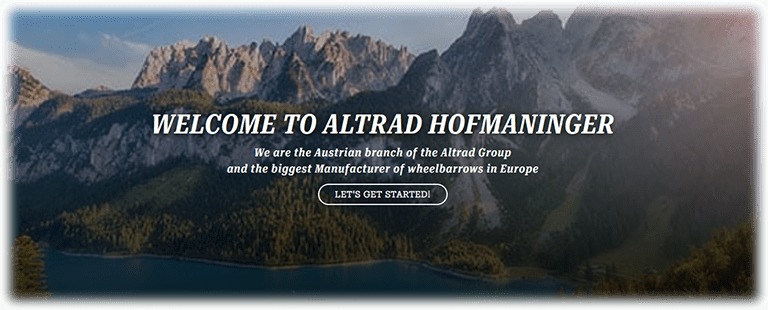 WELCOME TO ALTRAD HOFMANINGER
We are the Austrian branch of the Altrad Group
and the biggest Manufacturer of wheelbarrows in Europe
LET'S GET STARTED!